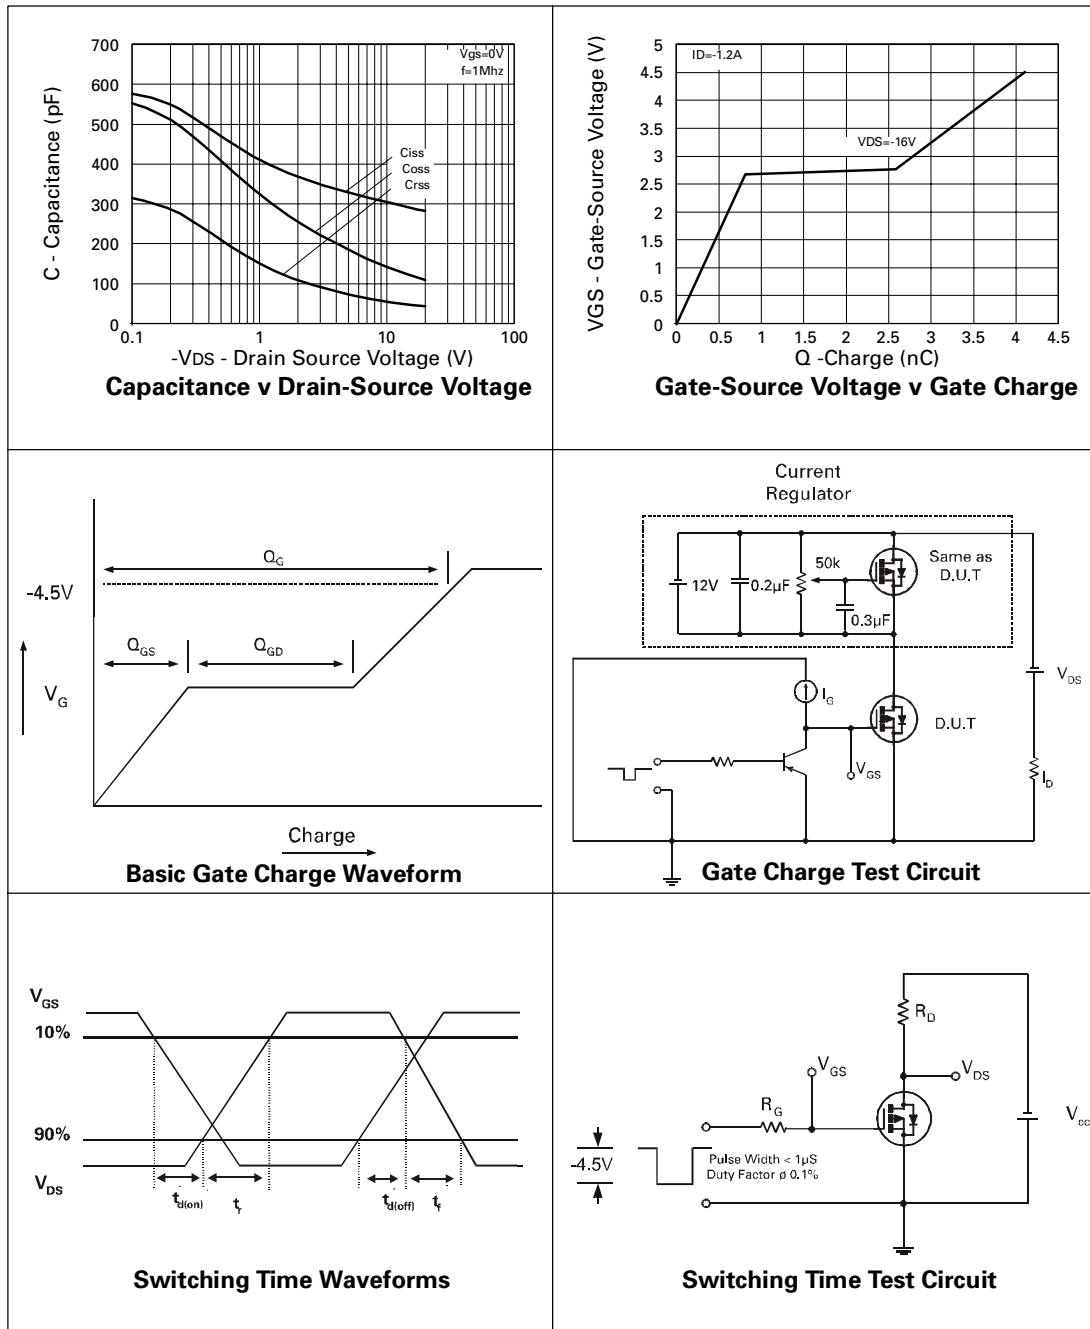 700
600
500
400
300
200
100
0
0.1
1
10
100
C - Capacitance (pF)
Vgs=0V
f=1Mhz
Ciss
Coss
Crss
-VDS - Drain Source Voltage (V)
Capacitance v Drain-Source Voltage
5
4.5
4
3.5
3
2.5
2
1.5
1
0.5
0
0
0.5
1
1.5
2
2.5
3
3.5
4
4.5
VGS - Gate-Source Voltage (V)
ID=-1.2A
VDS=-16V
Q -Charge (nC)
Gate-Source Voltage v Gate Charge
QG
-4.5V
QGS
QGD
VG
Charge
Basic Gate Charge Waveform
Current
Regulator
12V
0.2µF
50k
0.3µF
Same as
D.U.T
IG
VDS
D.U.T
VGS
ID
Gate Charge Test Circuit
VGS
10%
90%
VDS
td(on)
tr
td(off)
tf
Switching Time Waveforms
RD
VGS
VDS
RG
Vcc
-4.5V
Pulse Width < 1µS
Duty Factor ø 0.1%
Switching Time Test Circuit